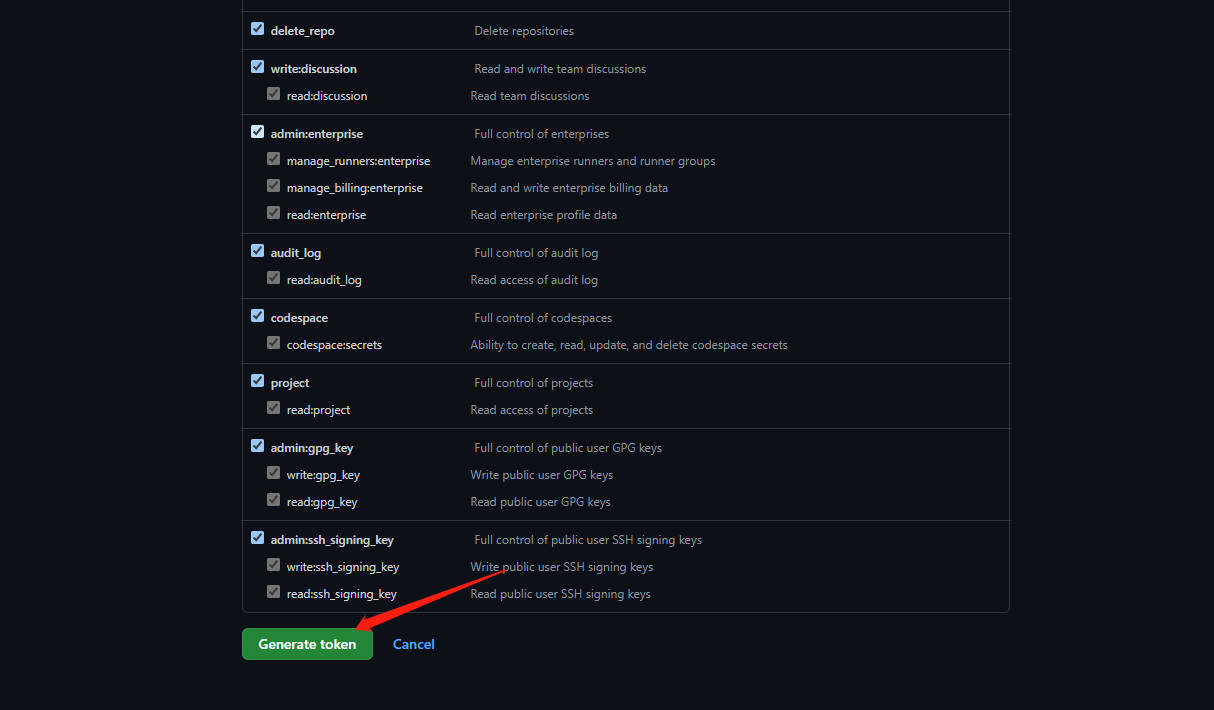 delete_repo Delete repositories
write:discussion Read and write team discussions
read:discussion Read team discussions
admin:enterprise Full control of enterprises
manage_runners:enterprise Manage enterprise runners and runner groups
manage_billing:enterprise Read and write enterprise billing data
read:enterprise Read enterprise profile data
audit_log Full control of audit log
read:audit_log Read access of audit log
codespace Full control of codespaces
codespace:secrets Ability to create, read, update, and delete codespace secrets
project Full control of projects
read:project Read access of projects
admin:gpg_key Full control of public user GPG keys
write:gpg_key Write public user GPG keys
read:gpg_key Read public user GPG keys
admin:ssh_signing_key Full control of public user SSH signing keys
write:ssh_signing_key Write public user SSH signing keys
read:ssh_signing_key Read public user SSH signing keys
Generate token Cancel